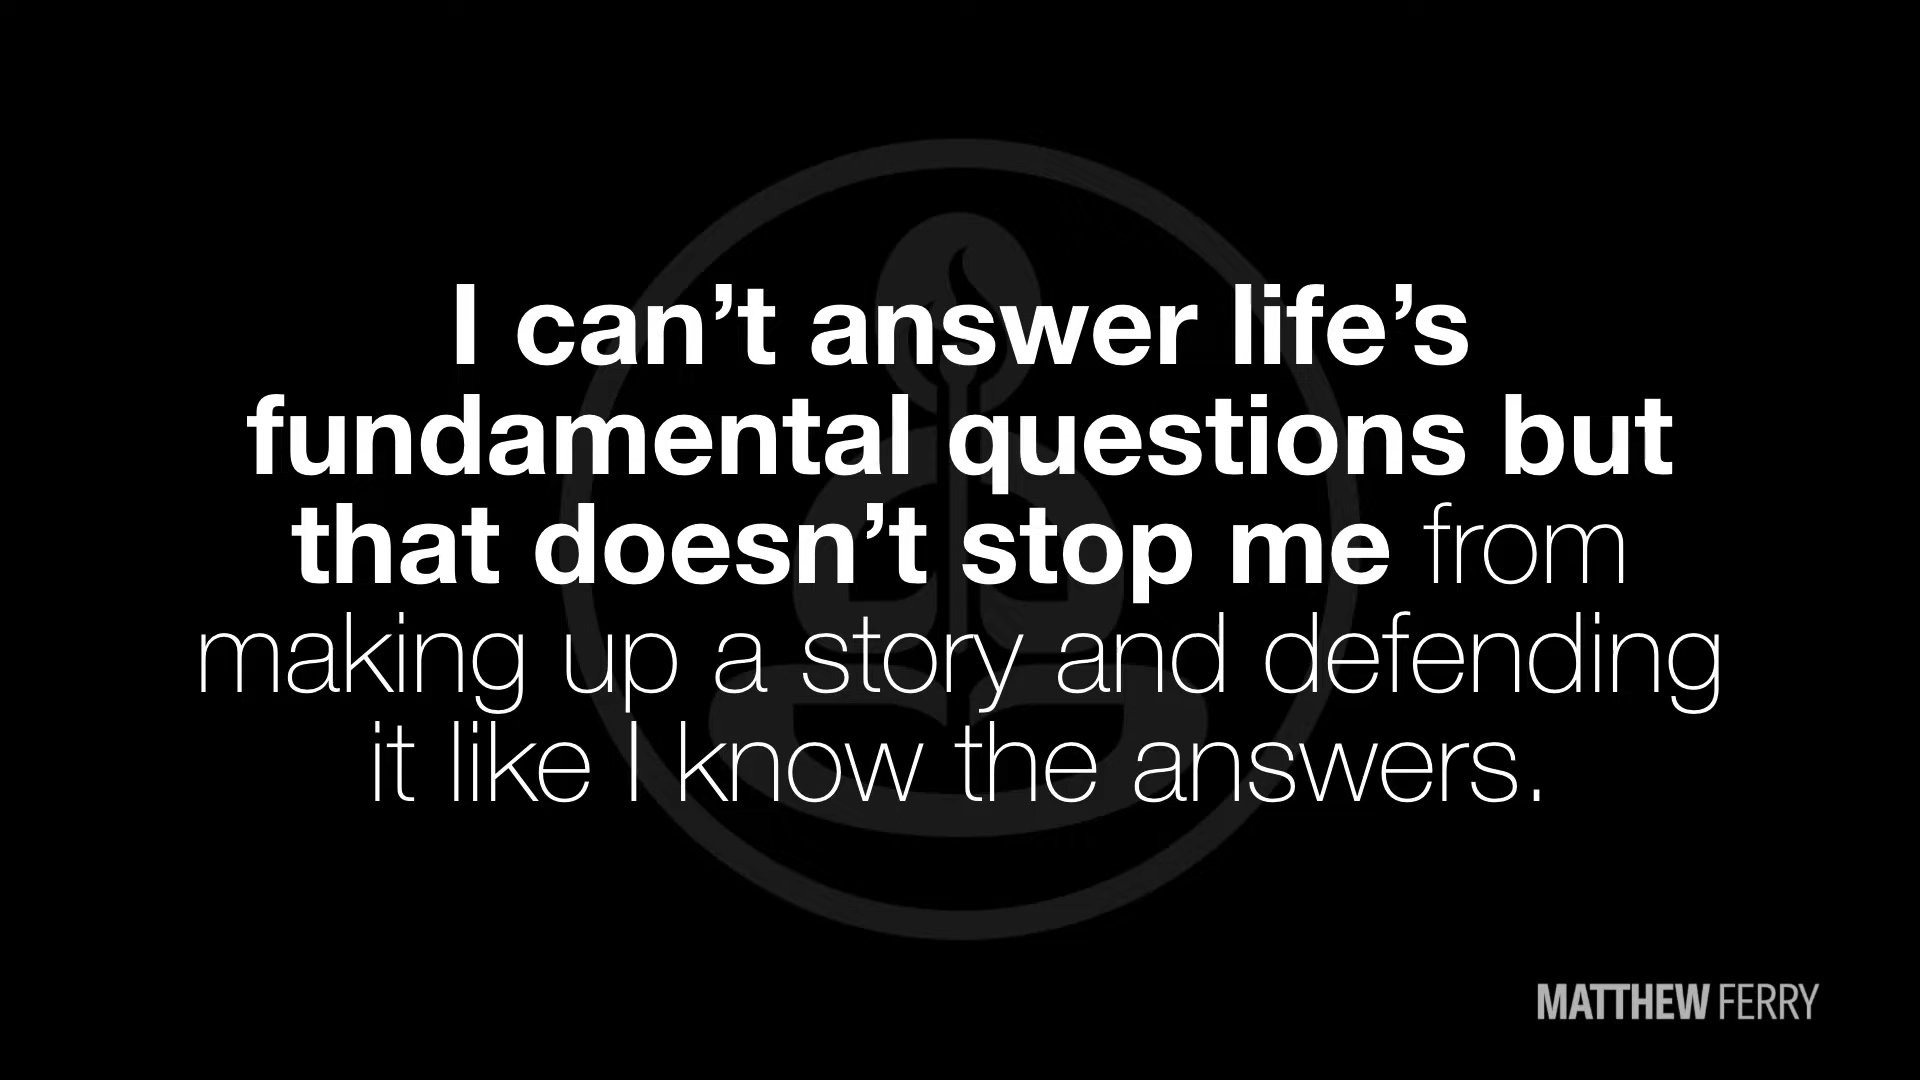 I can’t answer life’s
fundamental questions but
that doesn’t stop me from
making up a story and defending
it like I know the answers.
MATTHEW FERRY